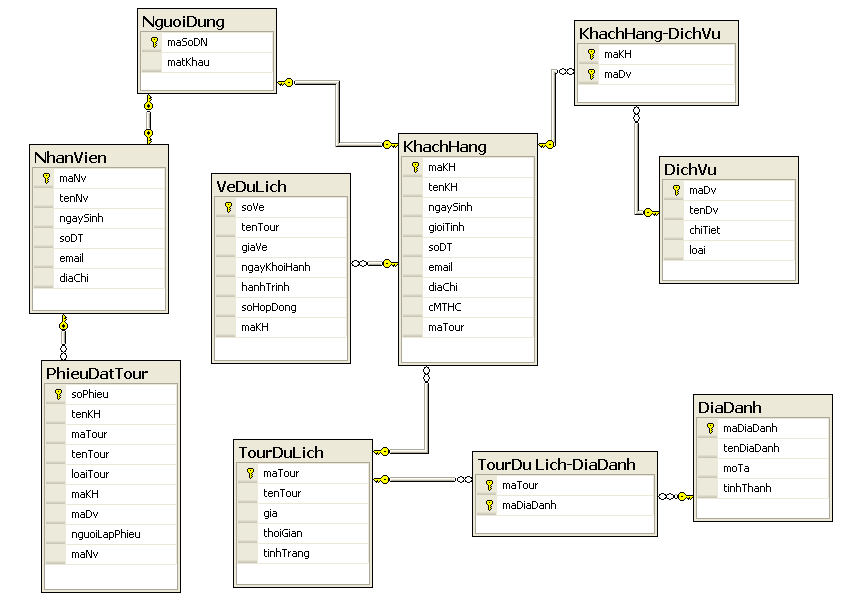 NguoiDung
maSoDN
matKhau
KhachHang-DichVu
maKH
maDv
NhanVien
maNv
tenNv
ngaySinh
soDT
email
diaChi
VeDuLich
soVe
tenTour
giaVe
ngayKhoiHanh
hanhTrinh
soHopDong
maKH
KhachHang
maKH
tenKH
ngaySinh
gioiTinh
soDT
email
diaChi
cMTHC
maTour
DichVu
maDv
tenDv
chiTiet
loai
PhieuDatTour
soPhieu
tenKH
maTour
tenTour
loaiTour
maKH
maDv
nguoiLapPhieu
maNv
TourDuLich
maTour
tenTour
gia
thoiGian
tinhTrang
TourDu Lich-DiaDanh
maTour
maDiaDanh
DiaDanh
maDiaDanh
tenDiaDanh
moTa
tinhThanh